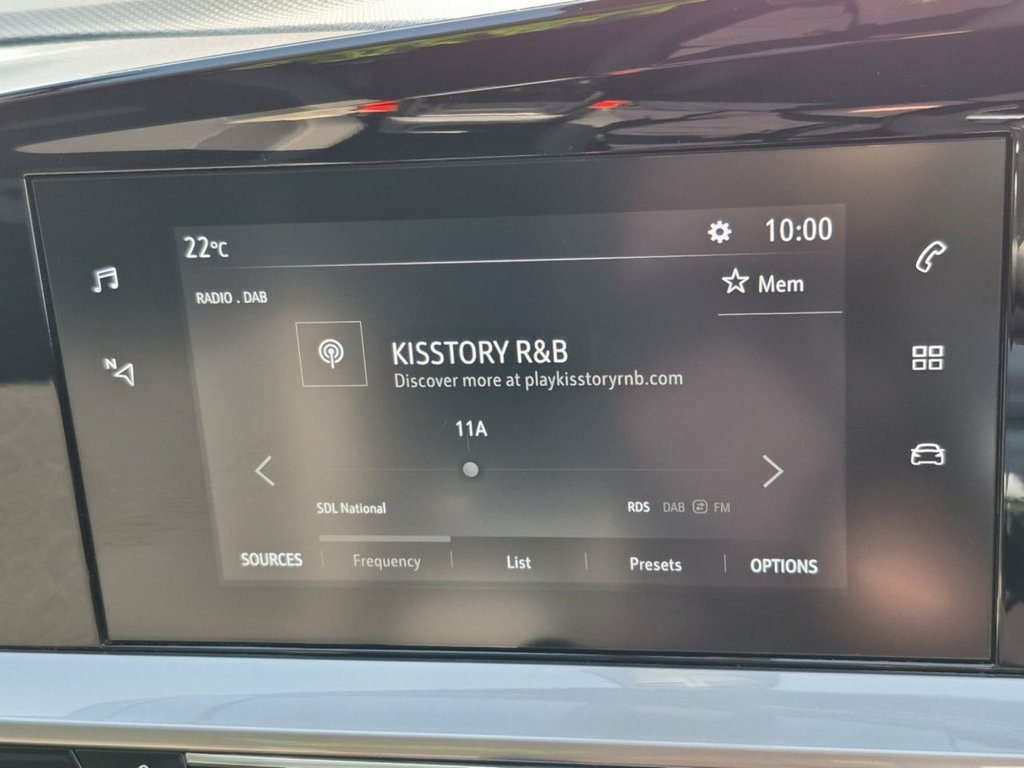 22°C
10:00
RADIO . DAB
Mem
N
KISSTORY R&B
Discover more at playkisstoryrnb.com
11A
SDL National
RDS DAB FM
SOURCES Frequency List Presets OPTIONS